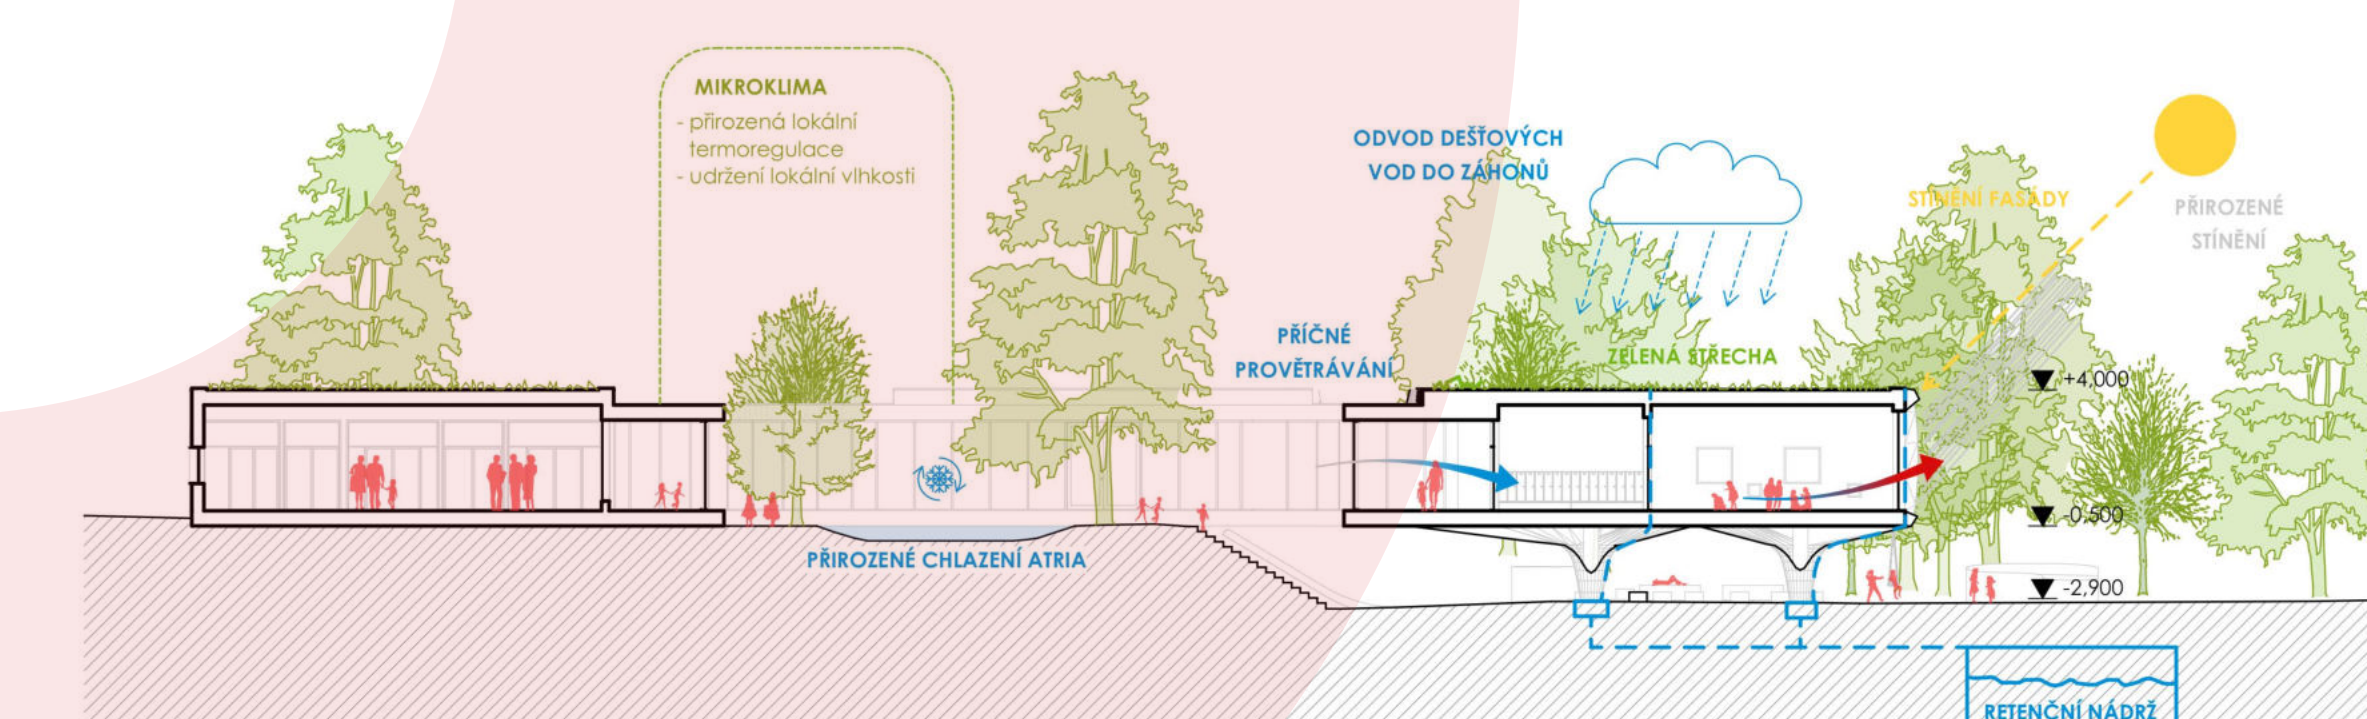 MIKROKLIMA
- přirozená lokální
termoregulace
- udržení lokální vlhkosti
ODVOD DEŠŤOVÝCH
VOD DO ZÁHONŮ
STÍNĚNÍ FASÁDY
PŘIROZENÉ
STÍNĚNÍ
PŘÍČNÉ
PROVĚTRÁVÁNÍ
ZELENÁ STŘECHA
+4,000
-0,500
PŘIROZENÉ CHLAZENÍ ATRIA
-2,900
RETENČNÍ NÁDRŽ